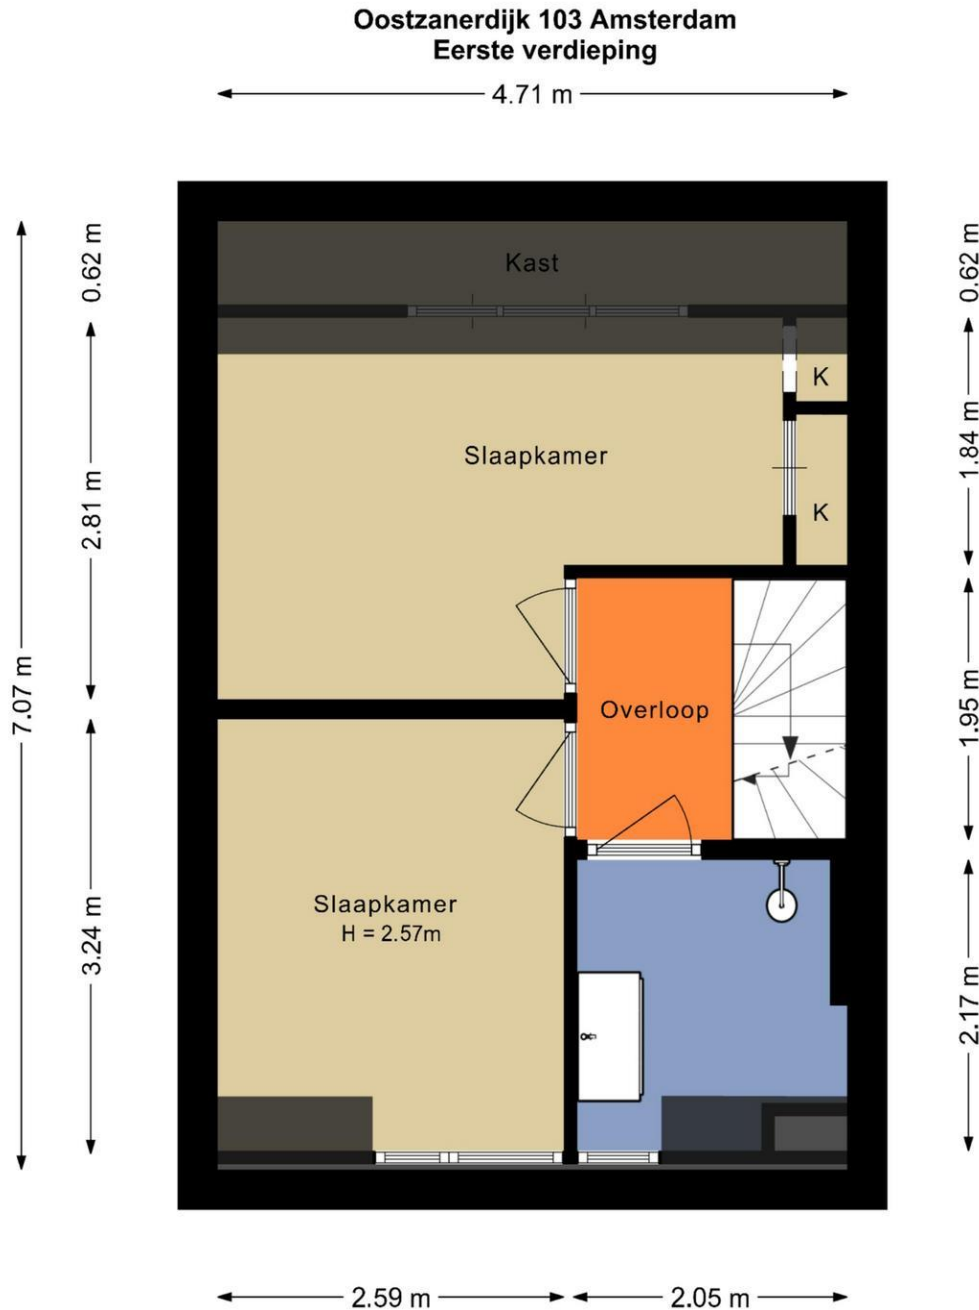 Oostzanerdijk 103 Amsterdam
Eerste verdieping
4.71 m
0.62 m
0.62 m
Kast
K
Slaapkamer
1.84 m
2.81 m
K
7.07 m
Overloop
1.95 m
Slaapkamer
H = 2.57m
3.24 m
2.17 m
2.59 m
2.05 m